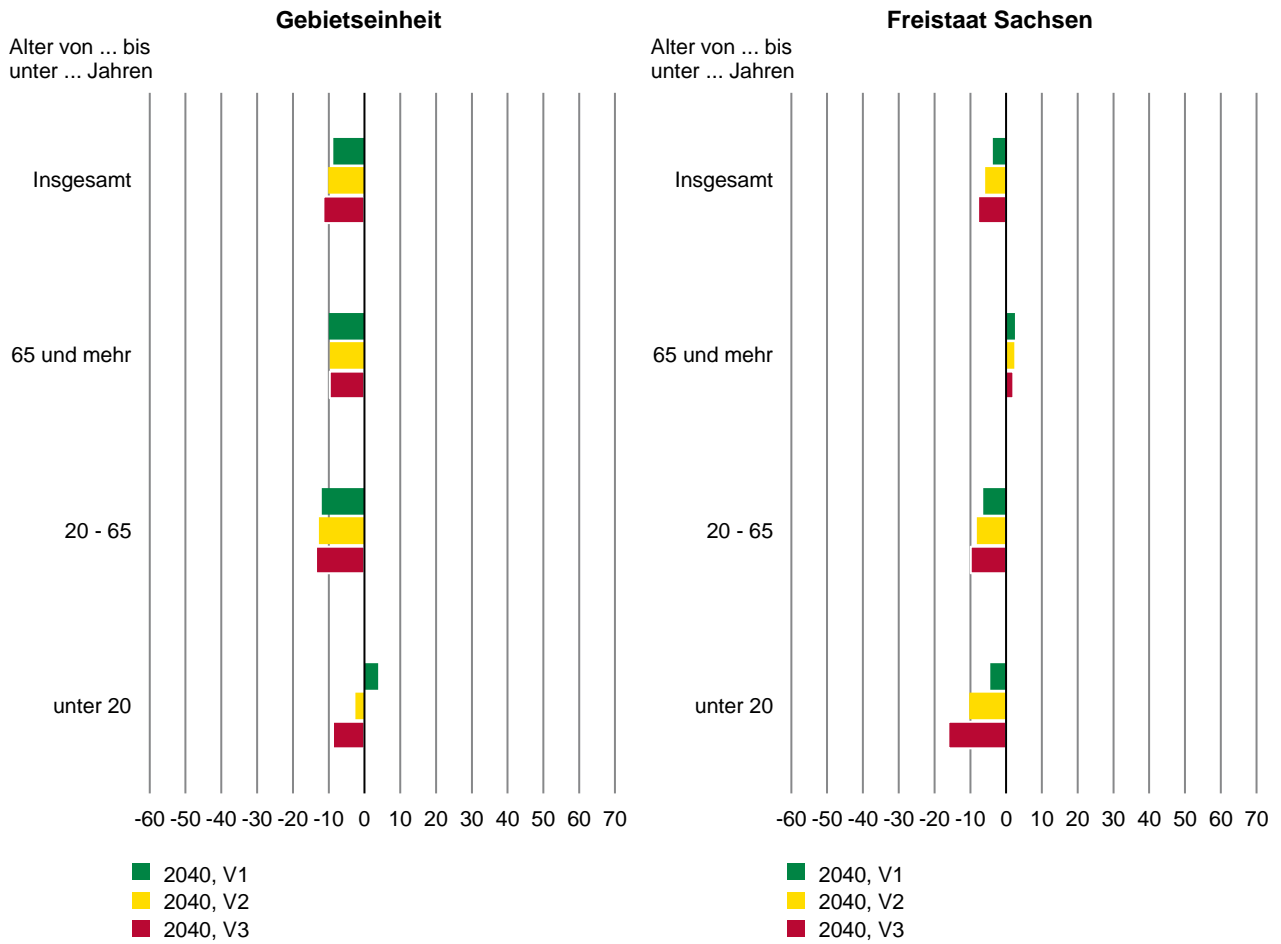 Gebietseinheit
Alter von ... bis
unter ... Jahren
Insgesamt
65 und mehr
20 - 65
unter 20
-60 -50 -40 -30 -20 -10 0 10 20 30 40 50 60 70
2040, V1
2040, V2
2040, V3
Freistaat Sachsen
Alter von ... bis
unter ... Jahren
Insgesamt
65 und mehr
20 - 65
unter 20
-60 -50 -40 -30 -20 -10 0 10 20 30 40 50 60 70
2040, V1
2040, V2
2040, V3